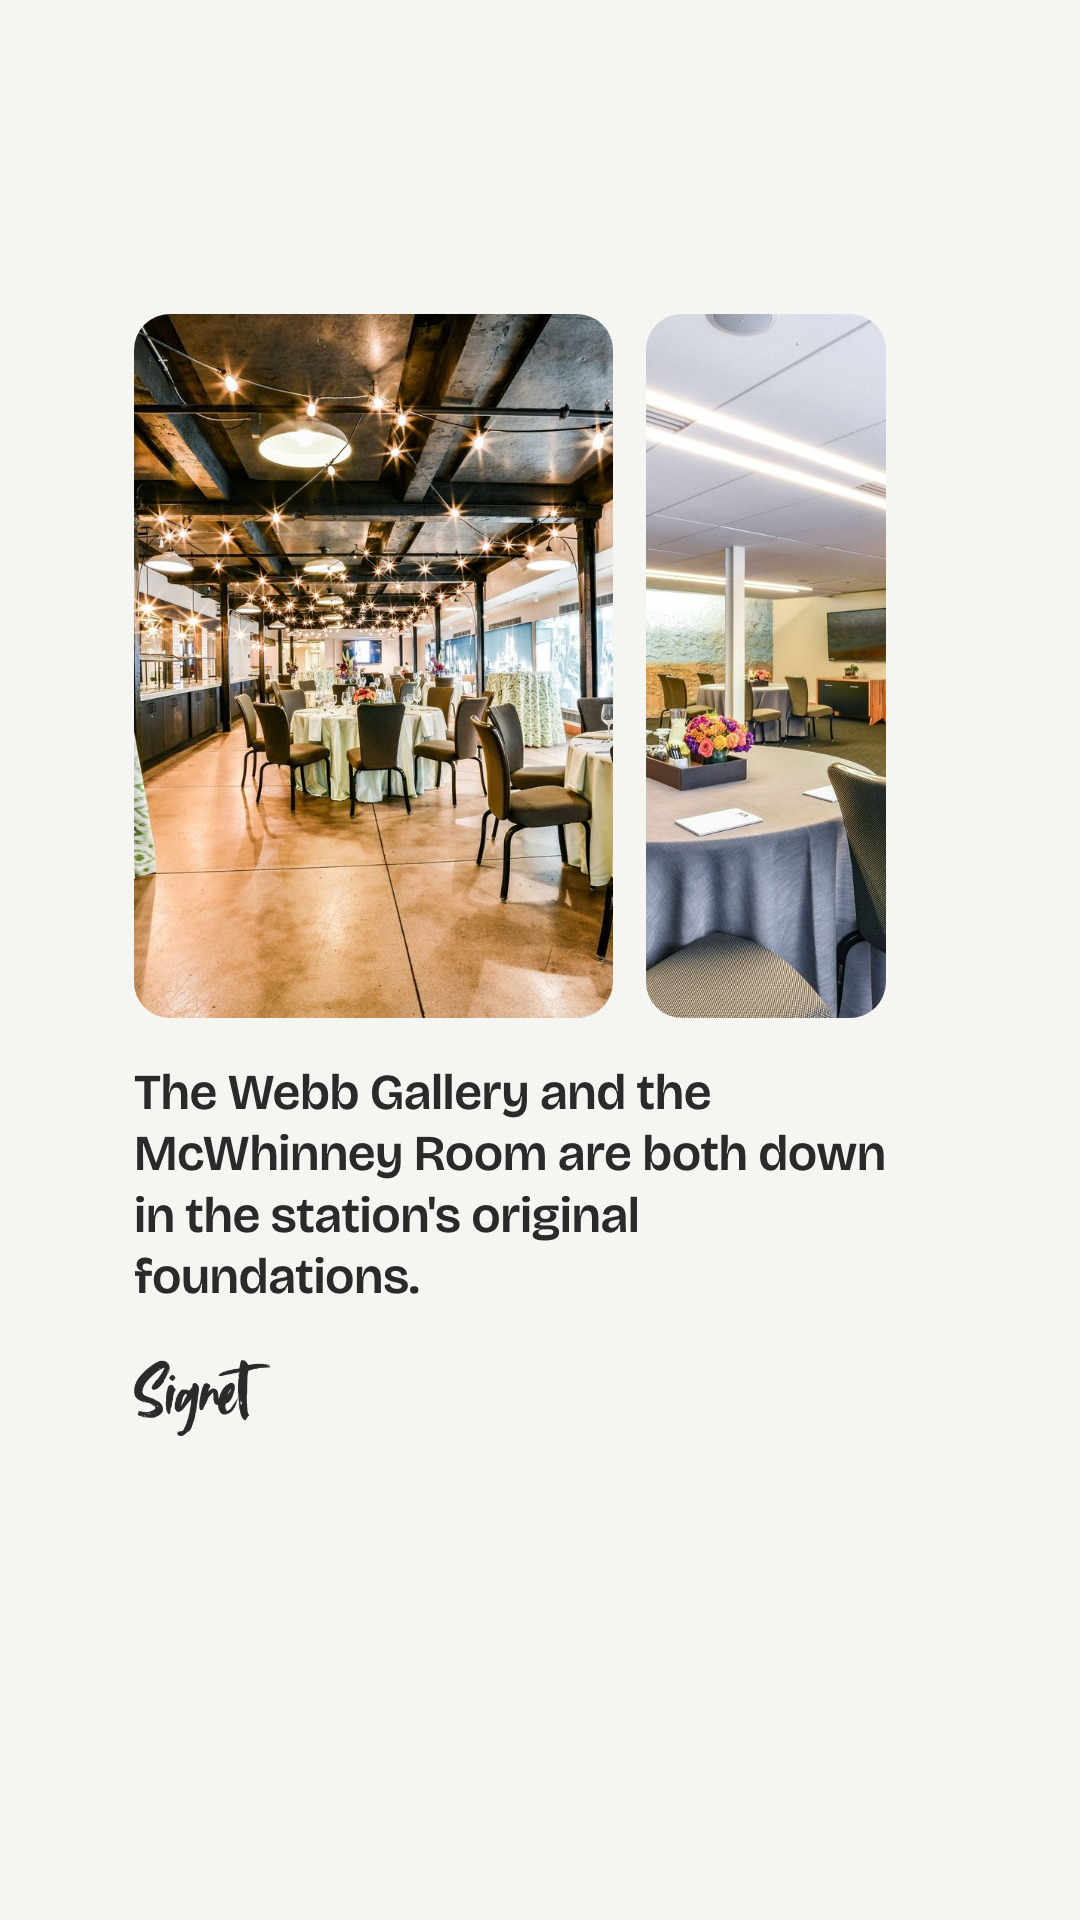 The Webb Gallery and the
McWhinney Room are both down
in the station's original
foundations.
Signet